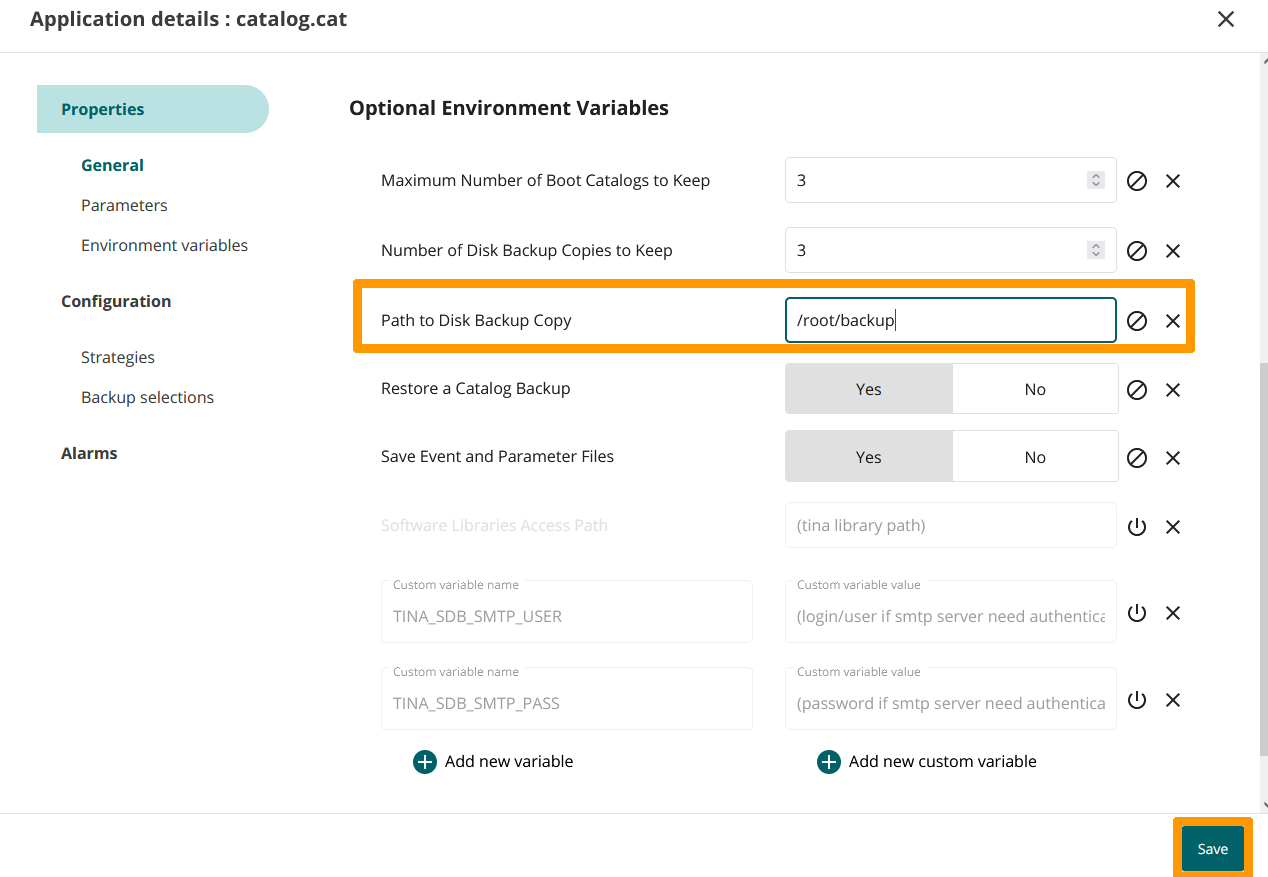 Application details : catalog.cat
Properties
General
Parameters
Environment variables
Configuration
Strategies
Backup selections
Alarms
Optional Environment Variables
Maximum Number of Boot Catalogs to Keep
3
Number of Disk Backup Copies to Keep
3
Path to Disk Backup Copy
/root/backup
Restore a Catalog Backup
Yes
No
Save Event and Parameter Files
Yes
No
Software Libraries Access Path
(tina library path)
Custom variable name
TINA_SDB_SMTP_USER
Custom variable value
(login/user if smtp server need authentica
Custom variable name
TINA_SDB_SMTP_PASS
Custom variable value
(password if smtp server need authentica
Add new variable
Add new custom variable
Save